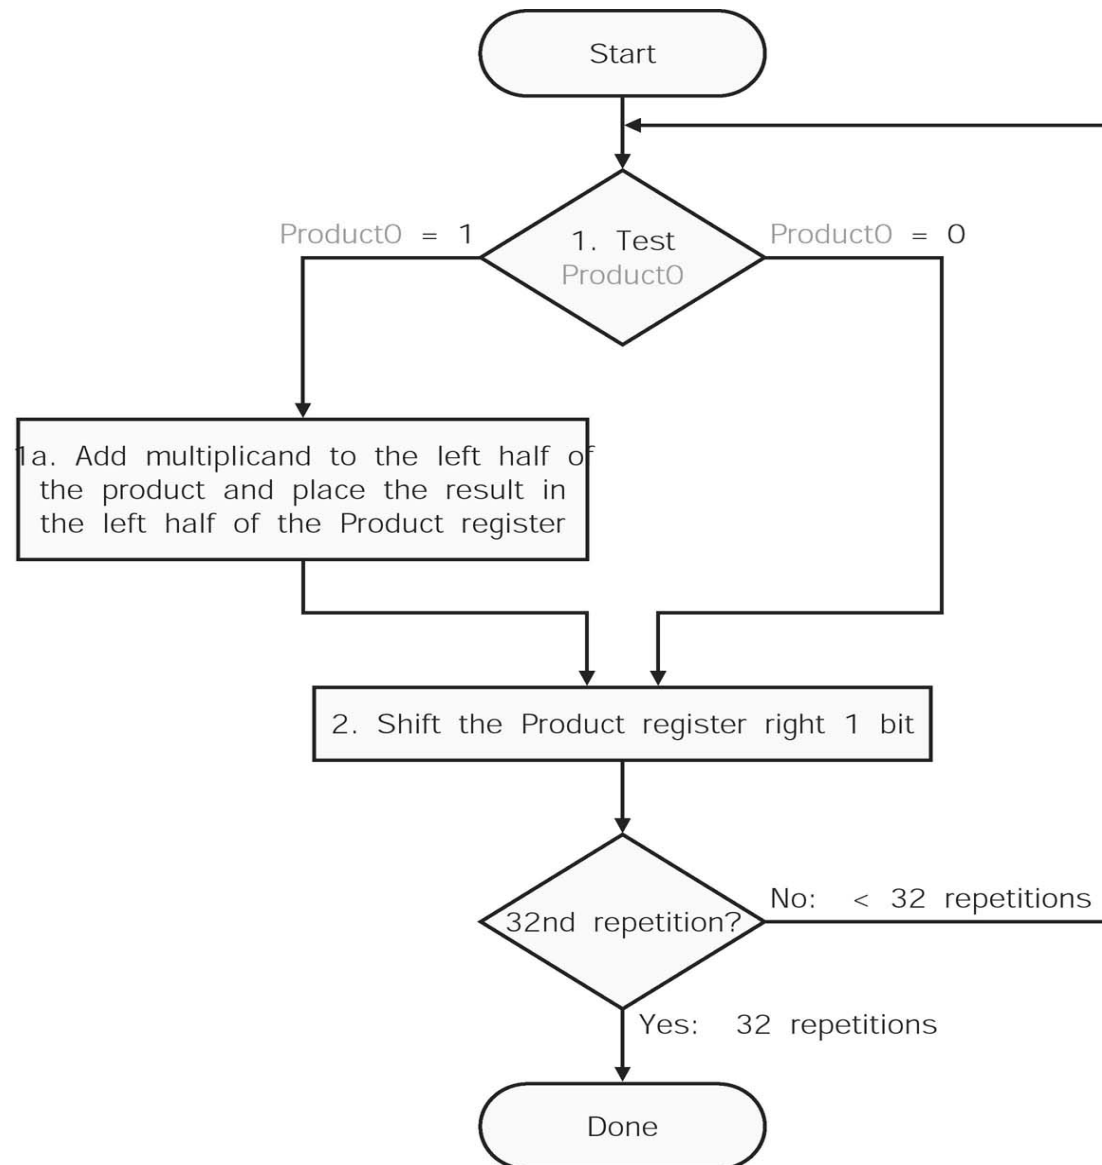 Start
Product0 = 1
1. Test
Product0
Product0 = 0
1a. Add multiplicand to the left half of
the product and place the result in
the left half of the Product register
2. Shift the Product register right 1 bit
32nd repetition?
No: < 32 repetitions
Yes: 32 repetitions
Done